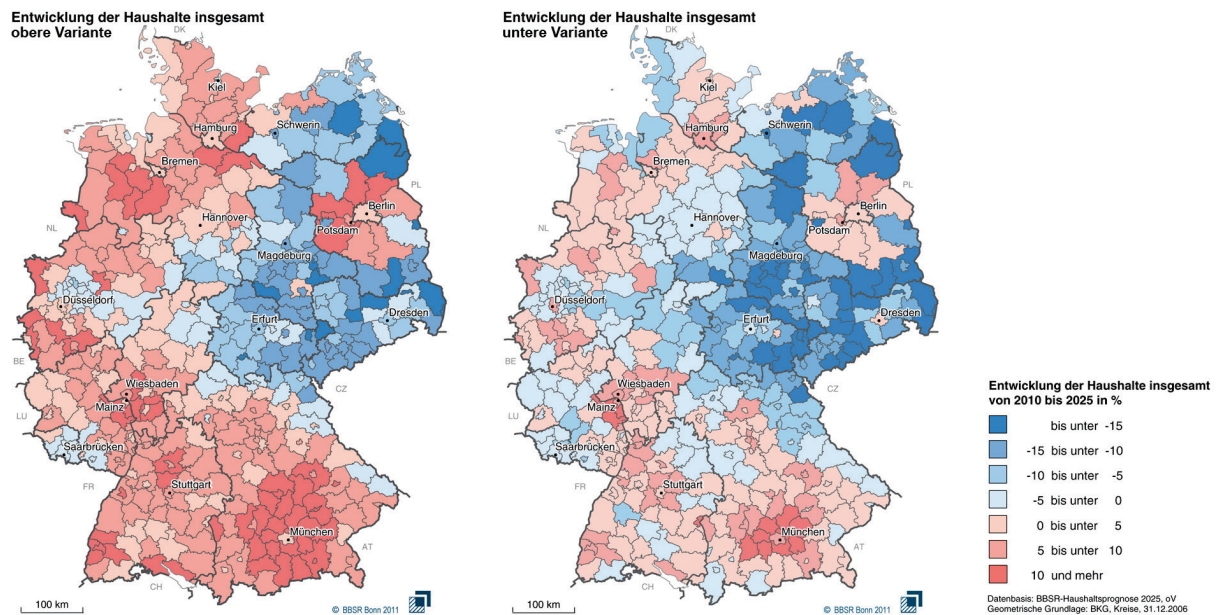 Entwicklung der Haushalte insgesamt
obere Variante
DK
Kiel
Hamburg
Schwerin
Bremen
PL
Berlin
Hannover
NL
Potsdam
Magdeburg
Düsseldorf
Dresden
Erfurt
BE
CZ
Wiesbaden
Mainz
LU
Saarbrücken
FR
Stuttgart
München
AT
CH
100 km
© BBSR Bonn 2011
Entwicklung der Haushalte insgesamt
untere Variante
DK
Kiel
Hamburg
Schwerin
Bremen
PL
Berlin
Hannover
NL
Potsdam
Magdeburg
Düsseldorf
Dresden
Erfurt
BE
CZ
Wiesbaden
Mainz
LU
Saarbrücken
FR
Stuttgart
München
AT
CH
100 km
© BBSR Bonn 2011
Entwicklung der Haushalte insgesamt
von 2010 bis 2025 in %
bis unter -15
-15 bis unter -10
-10 bis unter -5
-5 bis unter 0
0 bis unter 5
5 bis unter 10
10 und mehr
Datenbasis: BBSR-Haushaltsprognose 2025, oV
Geometrische Grundlage: BKG, Kreise, 31.12.2006